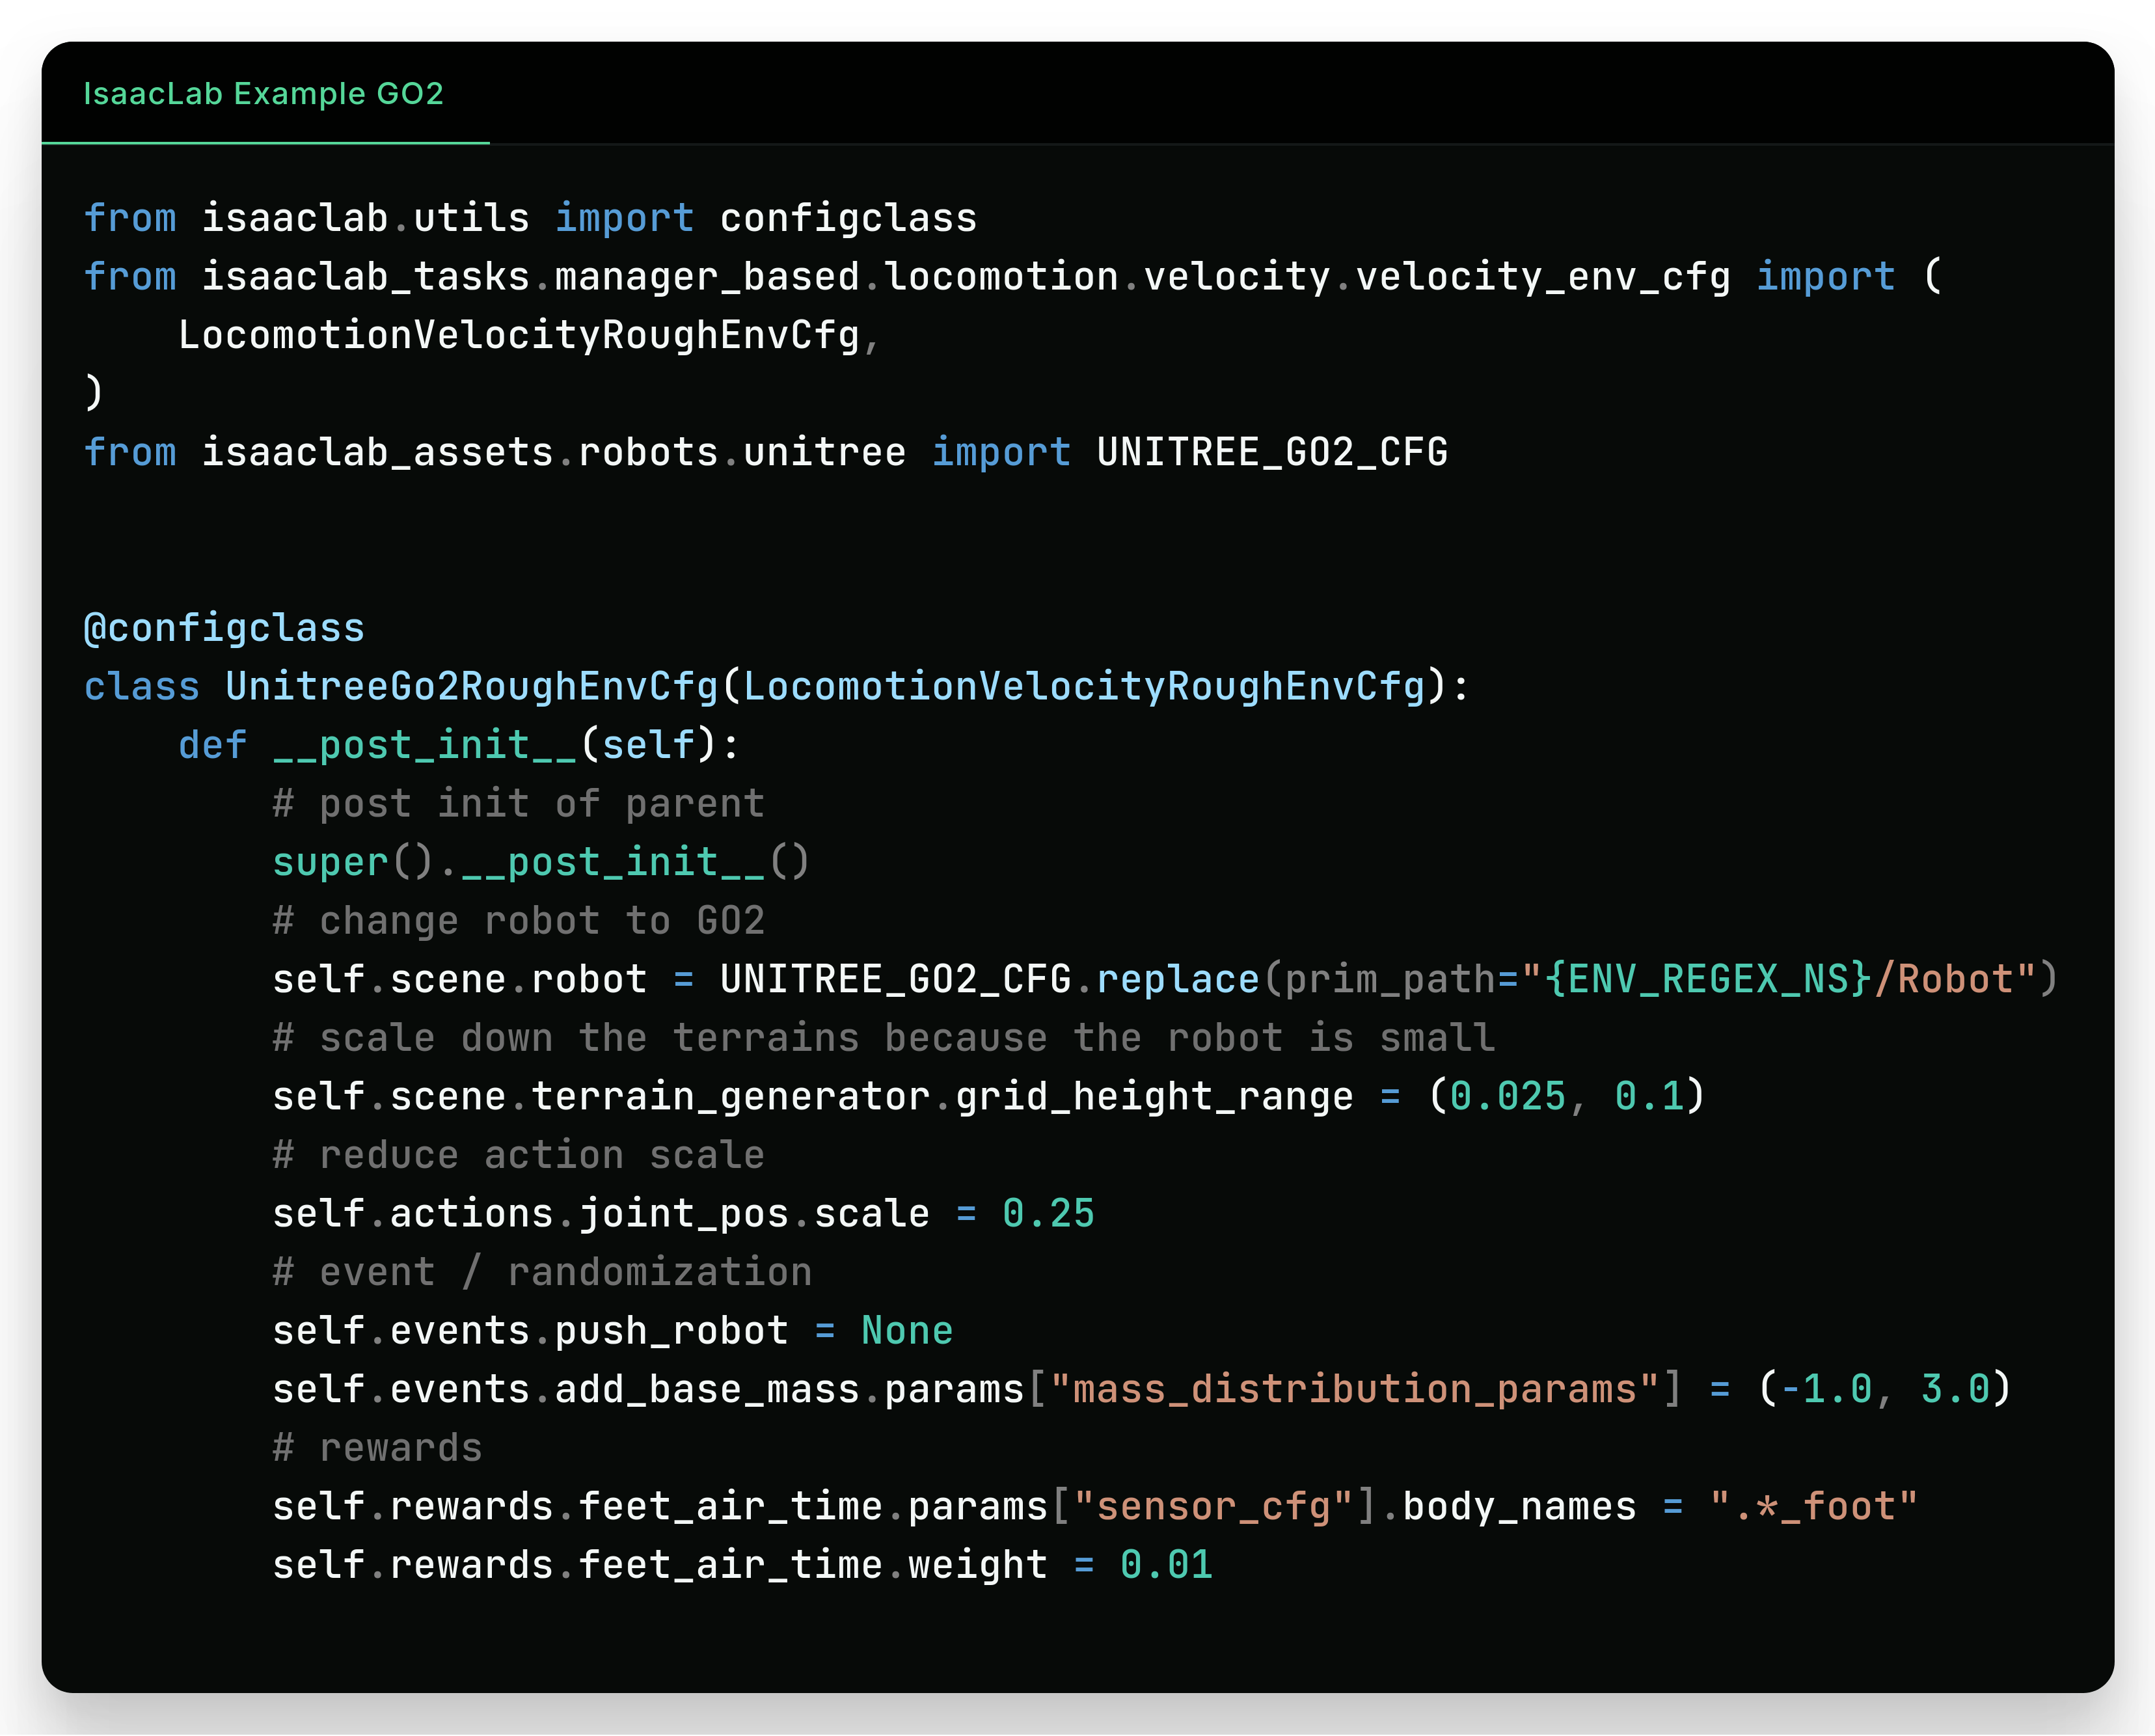 IsaacLab Example GO2
from isaaclab.utils import configclass
from isaaclab_tasks.manager_based.locomotion.velocity.velocity_env_cfg import (
    LocomotionVelocityRoughEnvCfg,
)
from isaaclab_assets.robots.unitree import UNITREE_GO2_CFG
@configclass
class UnitreeGo2RoughEnvCfg(LocomotionVelocityRoughEnvCfg):
    def __post_init__(self):
        # post init of parent
        super().__post_init__()
        # change robot to GO2
        self.scene.robot = UNITREE_GO2_CFG.replace(prim_path="{ENV_REGEX_NS}/Robot")
        # scale down the terrains because the robot is small
        self.scene.terrain_generator.grid_height_range = (0.025, 0.1)
        # reduce action scale
        self.actions.joint_pos.scale = 0.25
        # event / randomization
        self.events.push_robot = None
        self.events.add_base_mass.params["mass_distribution_params"] = (-1.0, 3.0)
        # rewards
        self.rewards.feet_air_time.params["sensor_cfg"].body_names = ".*_foot"
        self.rewards.feet_air_time.weight = 0.01